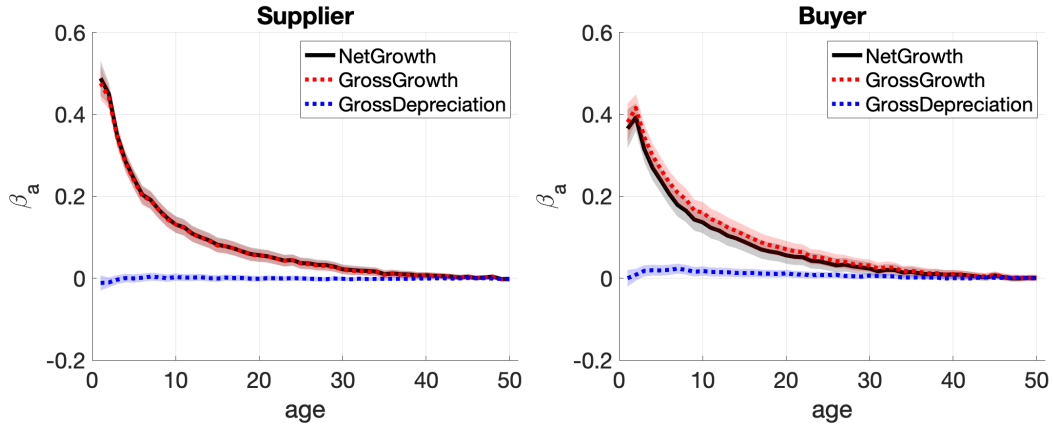 Supplier
0.6
0.4
0.2
0
-0.2
βa
NetGrowth
GrossGrowth
GrossDepreciation
0 10 20 30 40 50
age
Buyer
0.6
0.4
0.2
0
-0.2
βa
NetGrowth
GrossGrowth
GrossDepreciation
0 10 20 30 40 50
age